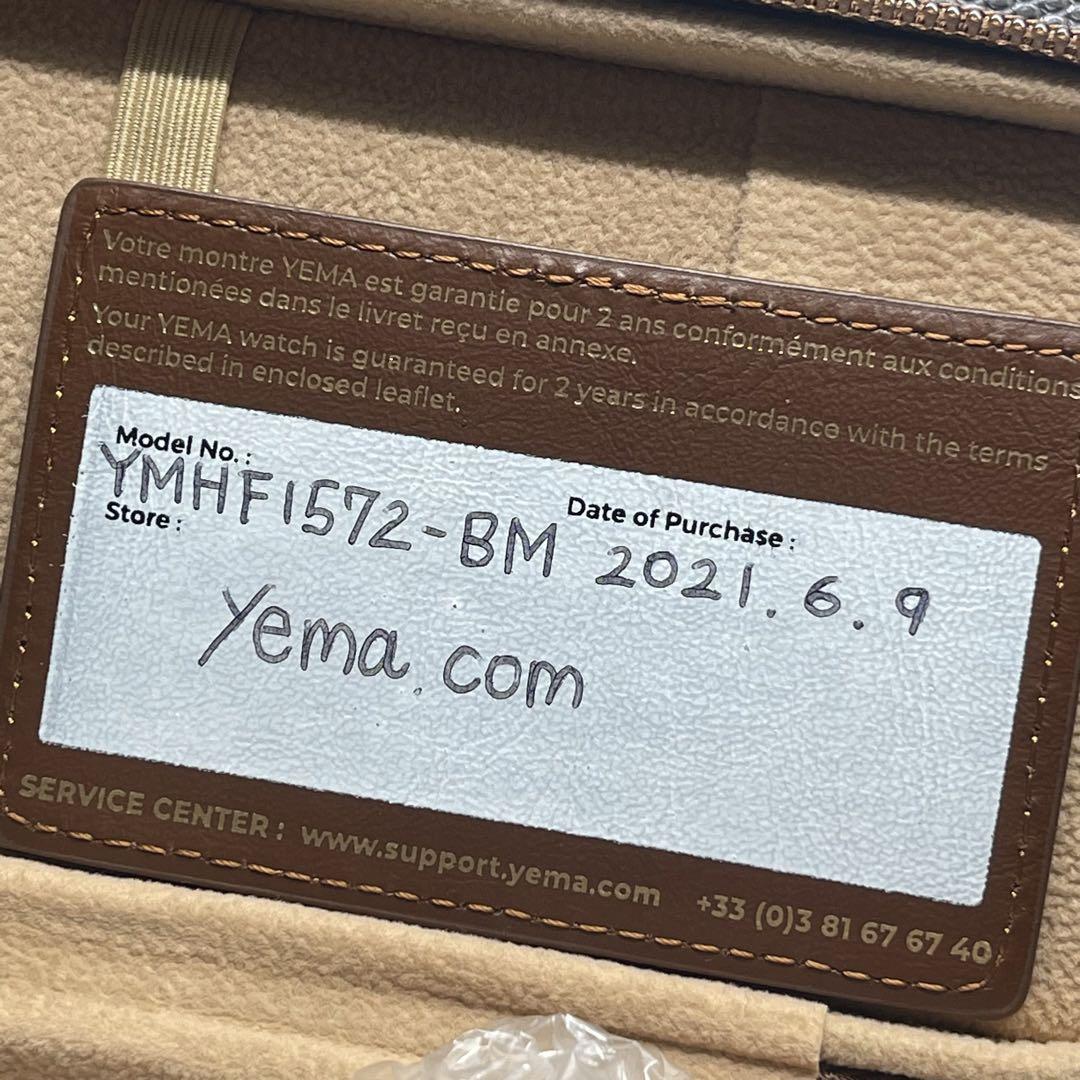 Votre montre YEMA est garantie pour 2 ans conformément aux conditions
mentionées dans le livret reçu en annexe.
Your YEMA watch is guaranteed for 2 years in accordance with the terms
described in enclosed leaflet.
Model No. :
Date of Purchase :
YMHF1572-BM 2021.6.9
Store :
Yema.com
SERVICE CENTER : www.support.yema.com +33 (0)3 81 67 67 40